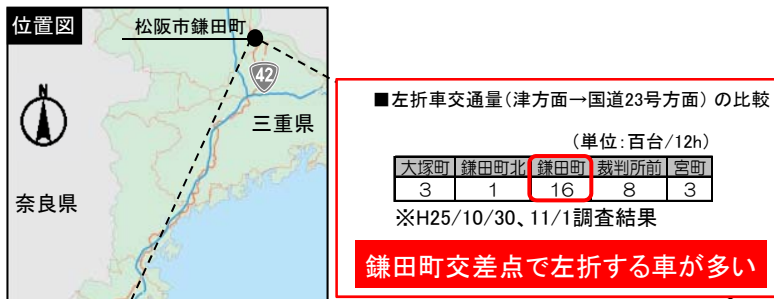 位置図
松阪市鎌田町
N
42
三重県
奈良県
■左折車交通量(津方面→国道23号方面)の比較
(単位:百台/12h)
大塚町 鎌田町北 鎌田町 裁判所前 宮町
3 1 16 8 3
※H25/10/30、11/1調査結果
鎌田町交差点で左折する車が多い